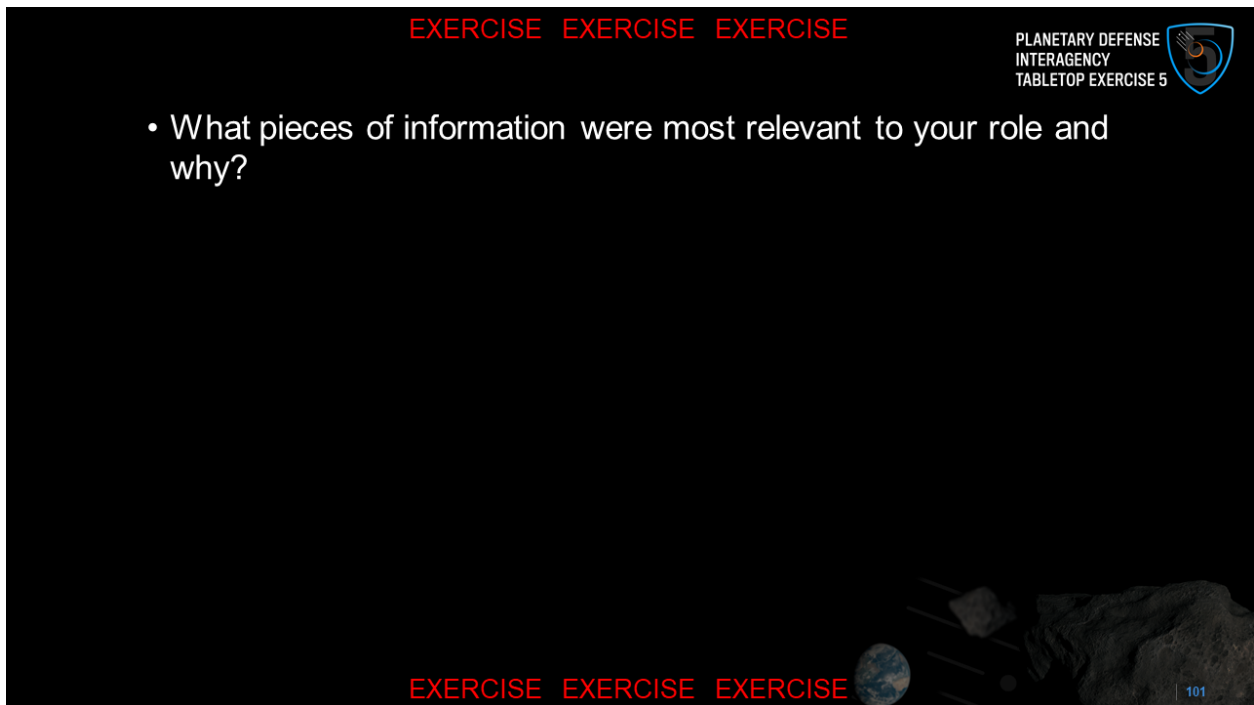 EXERCISE EXERCISE EXERCISE
PLANETARY DEFENSE
INTERAGENCY
TABLETOP EXERCISE 5
5
• What pieces of information were most relevant to your role and
why?
EXERCISE EXERCISE EXERCISE
101